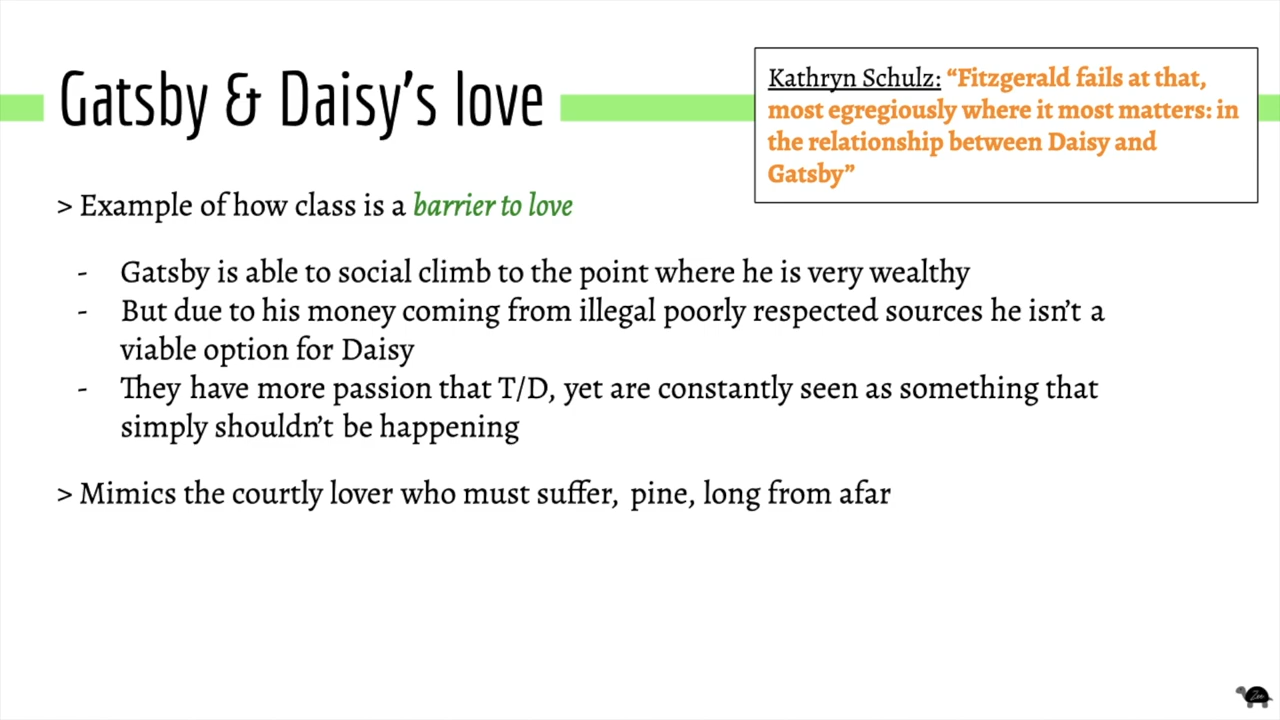 Gatsby & Daisy's love
Kathryn Schulz: “Fitzgerald fails at that,
most egregiously where it most matters: in
the relationship between Daisy and
Gatsby”
> Example of how class is a barrier to love
- Gatsby is able to social climb to the point where he is very wealthy
- But due to his money coming from illegal poorly respected sources he isn't a
viable option for Daisy
- They have more passion that T/D, yet are constantly seen as something that
simply shouldn't be happening
> Mimics the courtly lover who must suffer, pine, long from afar